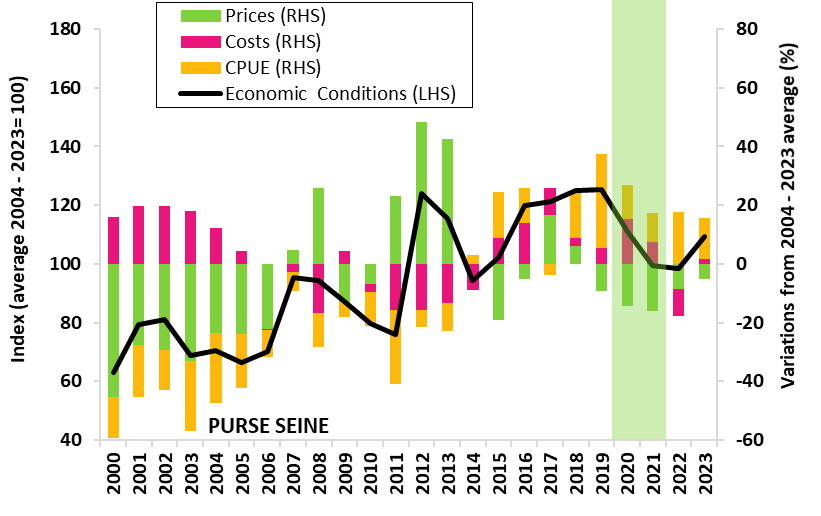 Prices (RHS)
Costs (RHS)
CPUE (RHS)
Economic Conditions (LHS)
Index (average 2004 - 2023= 100)
180
160
140
120
100
80
60
40
Variations from 2004 - 2023 average (%)
80
60
40
20
0
-20
-40
-60
PURSE SEINE
2000 2001 2002 2003 2004 2005 2006 2007 2008 2009 2010 2011 2012 2013 2014 2015 2016 2017 2018 2019 2020 2021 2022 2023